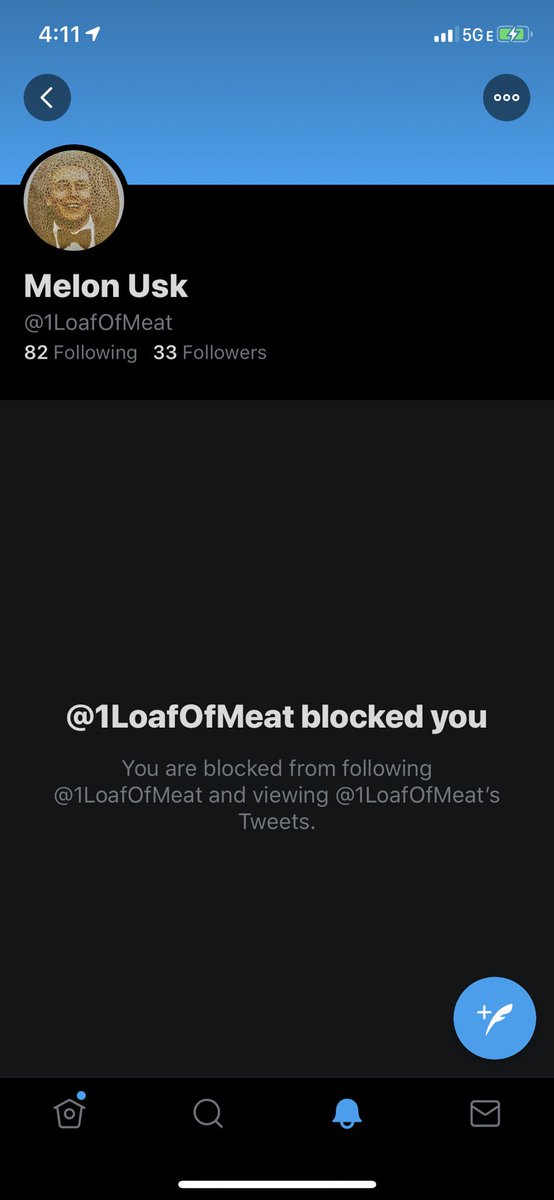 4:11 5GE
Melon Usk
@1LoafOfMeat
82 Following 33 Followers
@1LoafOfMeat blocked you
You are blocked from following
@1LoafOfMeat and viewing @1LoafOfMeat’s
Tweets.